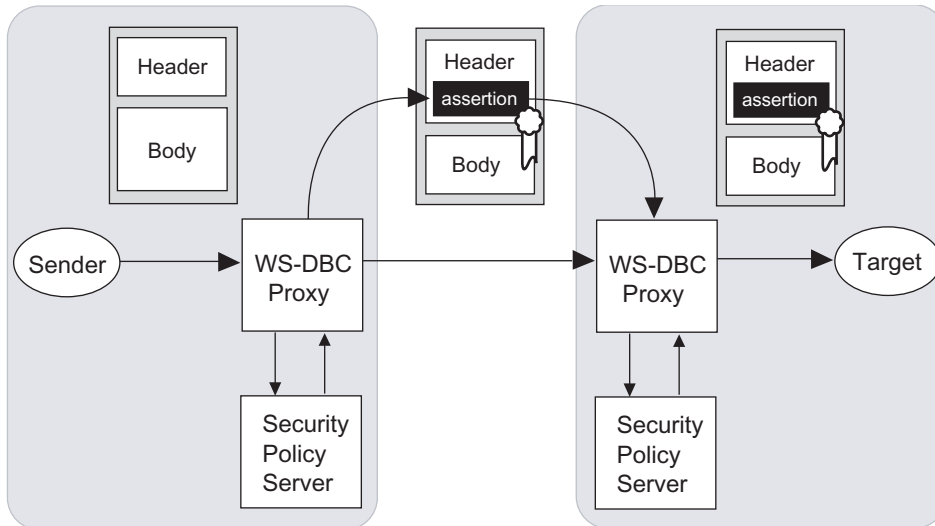 Header
Body
Header
assertion
Body
Header
assertion
Body
Sender
WS-DBC
Proxy
WS-DBC
Proxy
Target
Security
Policy
Server
Security
Policy
Server